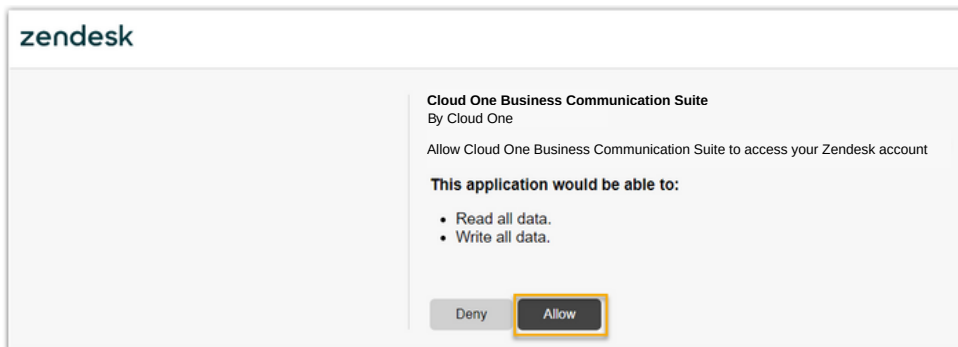 zendesk
Cloud One Business Communication Suite
By Cloud One
Allow Cloud One Business Communication Suite to access your Zendesk account
This application would be able to:
• Read all data.
• Write all data.
Deny Allow